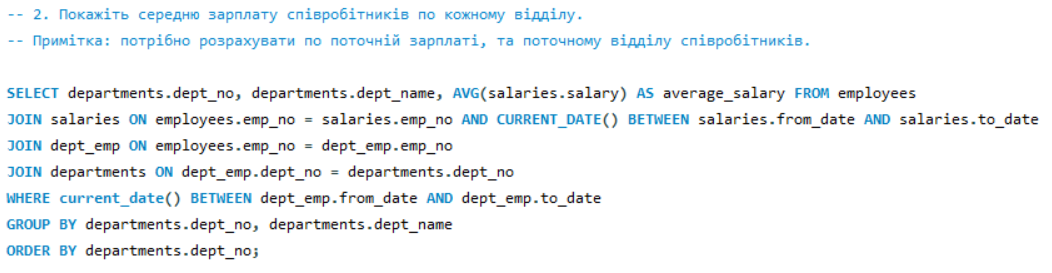 -- 2. Покажіть середню зарплату співробітників по кожному відділу.
-- Примітка: потрібно розрахувати по поточній зарплаті, та поточному відділу співробітників.
SELECT departments.dept_no, departments.dept_name, AVG(salaries.salary) AS average_salary FROM employees
JOIN salaries ON employees.emp_no = salaries.emp_no AND CURRENT_DATE() BETWEEN salaries.from_date AND salaries.to_date
JOIN dept_emp ON employees.emp_no = dept_emp.emp_no
JOIN departments ON dept_emp.dept_no = departments.dept_no
WHERE current_date() BETWEEN dept_emp.from_date AND dept_emp.to_date
GROUP BY departments.dept_no, departments.dept_name
ORDER BY departments.dept_no;